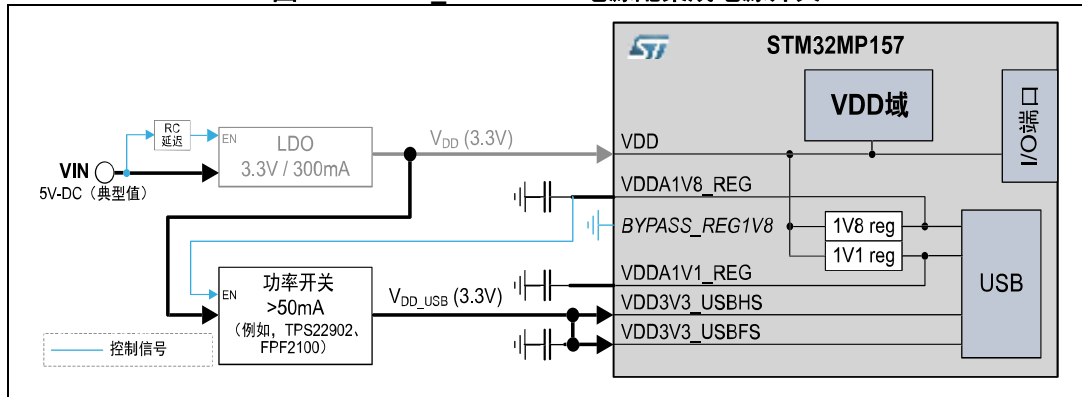 STM32MP157
VDD域
I/O端口
RC
延迟
EN
LDO
3.3V / 300mA
VDD (3.3V)
VDD
VIN
5V-DC（典型值）
VDDA1V8_REG
BYPASS_REG1V8
1V8 reg
1V1 reg
USB
VDDA1V1_REG
功率开关
>50mA
（例如，TPS22902、
FPF2100）
EN
VDD_USB (3.3V)
VDD3V3_USBHS
VDD3V3_USBFS
控制信号